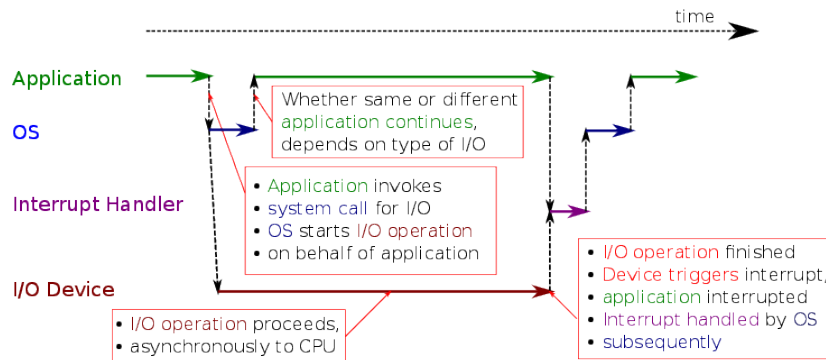 time
Application
OS
Whether same or different
application continues,
depends on type of I/O
Interrupt Handler
• Application invokes
• system call for I/O
• OS starts I/O operation
• on behalf of application
I/O Device
• I/O operation proceeds,
• asynchronously to CPU
• I/O operation finished
• Device triggers interrupt,
• application interrupted
• Interrupt handled by OS
• subsequently